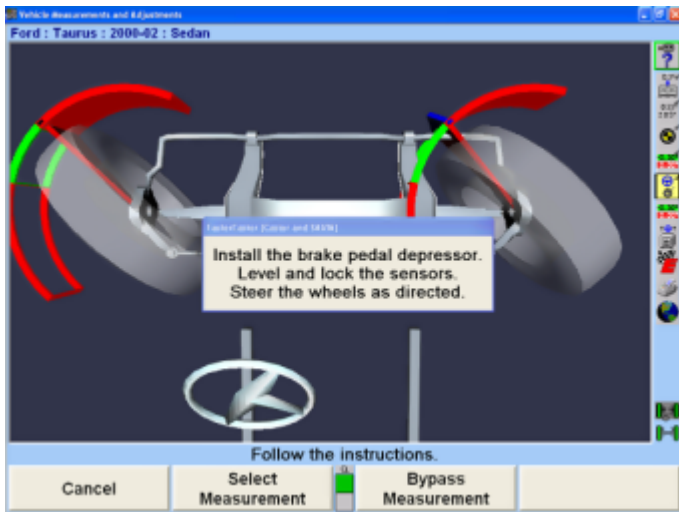 Vehicle Measurements and Adjustments
Ford : Taurus : 2000-02 : Sedan
Install the brake pedal depressor.
Level and lock the sensors.
Steer the wheels as directed.
Follow the instructions.
Cancel
Select
Measurement
Bypass
Measurement